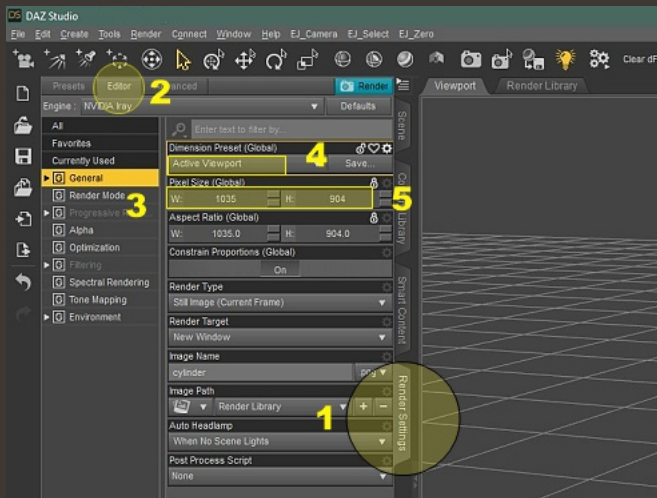 DS DAZ Studio
File Edit Create Tools Render Connect Window Help EJ_Camera EJ_Select EJ_Zero
Clear dF
Presets Editor anced Render
2
Engine : NVIDIA Iray Defaults
All
Favorites
Currently Used
G General
G Render Mode
3
G Alpha
G Optimization
G Filtering
G Spectral Rendering
G Tone Mapping
G Environment
Enter text to filter by...
Dimension Preset (Global)
Active Viewport 4 Save...
Pixel Size (Global)
W: 1035 H: 904 5
Aspect Ratio (Global)
W: 1035.0 H: 904.0
Constrain Proportions (Global)
On
Render Type
Still Image (Current Frame)
Render Target
New Window
Image Name
cylinder png
Image Path
Render Library + −
1
Auto Headlamp
When No Scene Lights
Post Process Script
None
Scene
Library
Smart Content
Render Settings
Viewport Render Library